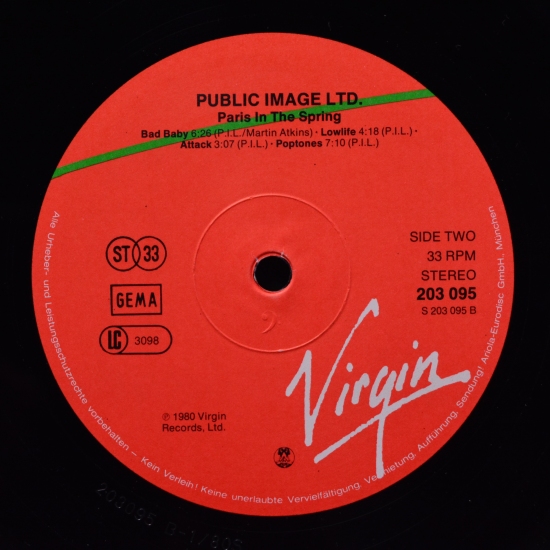 PUBLIC IMAGE LTD.
Paris In The Spring
Bad Baby 6:26 (P.I.L./Martin Atkins) · Lowlife 4:18 (P.I.L.) ·
Attack 3:07 (P.I.L.) · Poptones 7:10 (P.I.L.)
ST 33
GEMA
LC 3098
SIDE TWO
33 RPM
STEREO
203 095
S 203 095 B
Virgin
℗ 1980 Virgin
Records, Ltd.
Alle Urheber- und Leistungsschutzrechte vorbehalten – Kein Verleih! Keine unerlaubte Vervielfältigung, Vermietung, Aufführung, Sendung! Ariola-Eurodisc GmbH., München